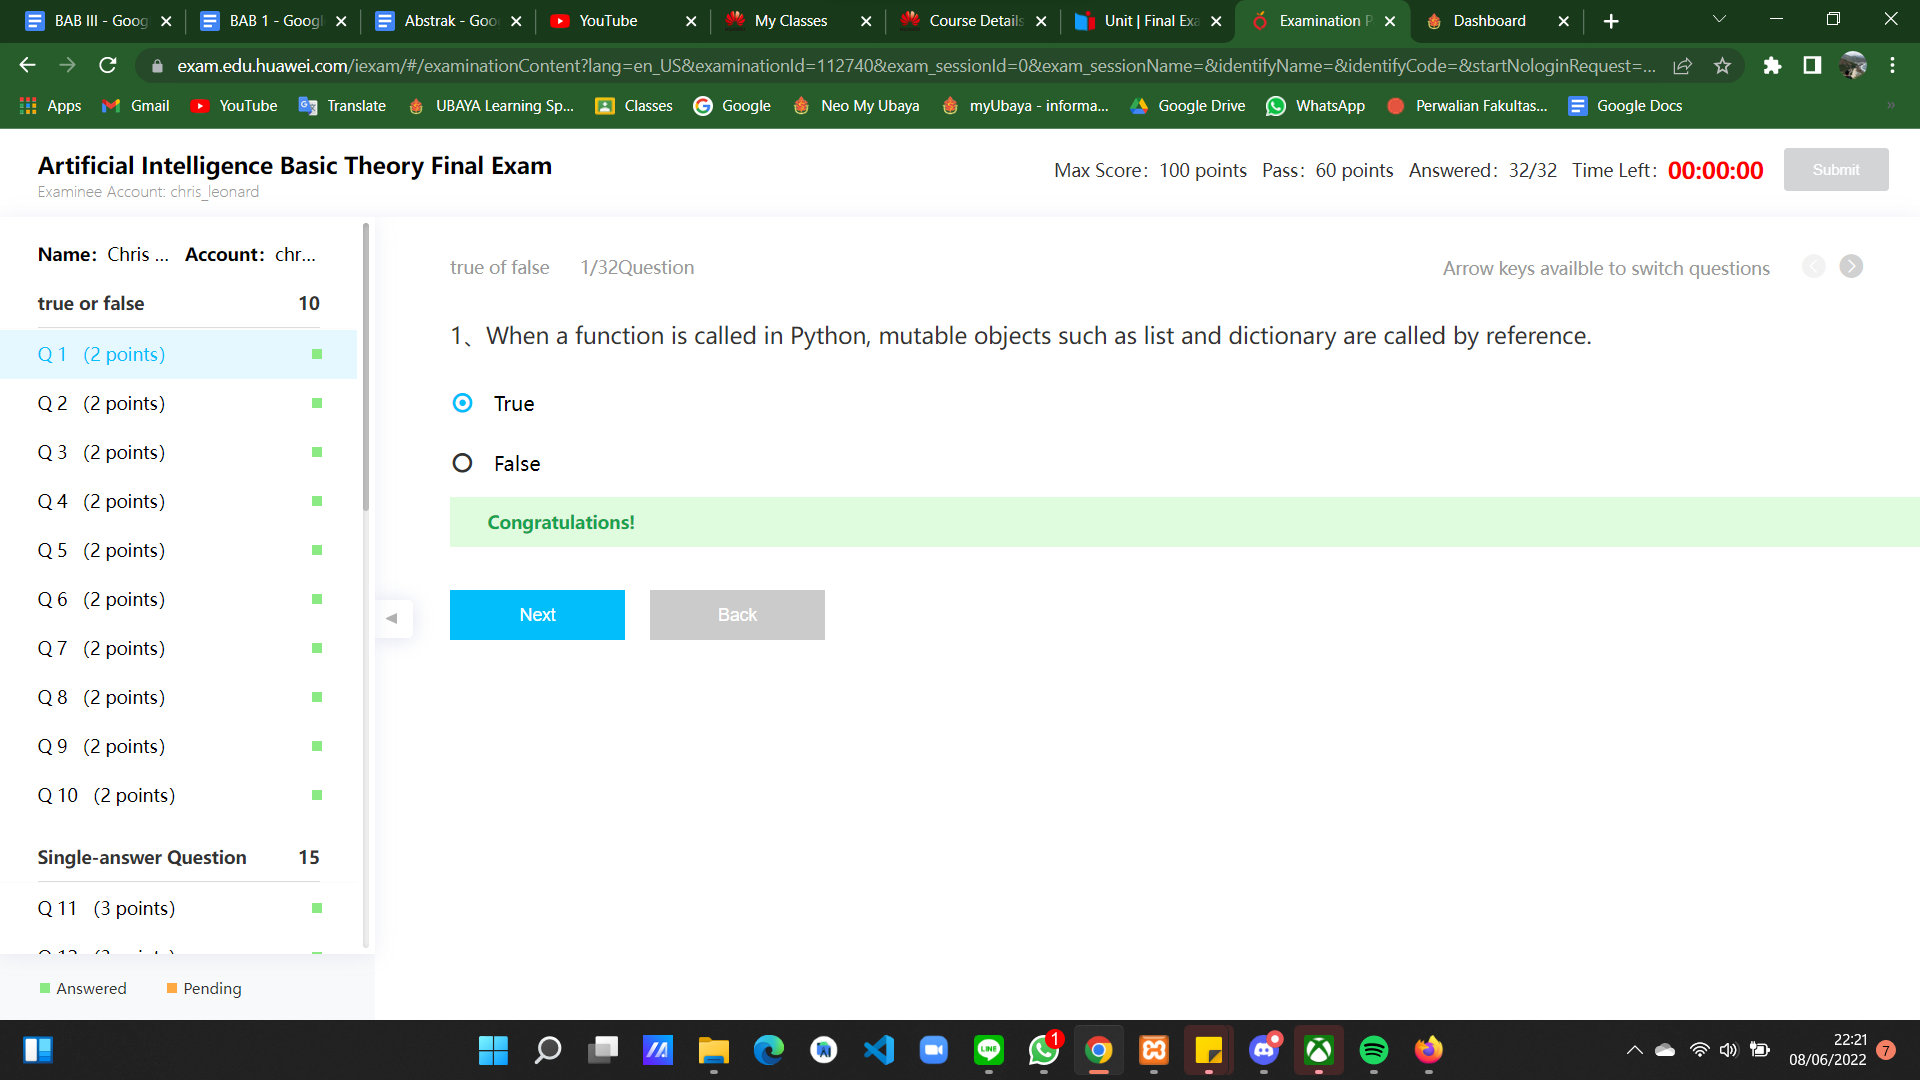 BAB III - Goog
BAB 1 - Googl
Abstrak - Goo
YouTube
My Classes
Course Details
Unit | Final Exa
Examination P
Dashboard
exam.edu.huawei.com/iexam/#/examinationContent?lang=en_US&examinationId=112740&exam_sessionId=0&exam_sessionName=&identifyName=&identifyCode=&startNologinRequest=...
Apps
Gmail
YouTube
Translate
UBAYA Learning Sp...
Classes
Google
Neo My Ubaya
myUbaya - informa...
Google Drive
WhatsApp
Perwalian Fakultas...
Google Docs
Artificial Intelligence Basic Theory Final Exam
Examinee Account: chris_leonard
Max Score: 100 points Pass: 60 points Answered: 32/32 Time Left: 00:00:00
Submit
Name: Chris ... Account: chr...
true or false 10
Q 1 (2 points)
Q 2 (2 points)
Q 3 (2 points)
Q 4 (2 points)
Q 5 (2 points)
Q 6 (2 points)
Q 7 (2 points)
Q 8 (2 points)
Q 9 (2 points)
Q 10 (2 points)
Single-answer Question 15
Q 11 (3 points)
Answered
Pending
true of false 1/32Question
Arrow keys availble to switch questions
1、When a function is called in Python, mutable objects such as list and dictionary are called by reference.
True
False
Congratulations!
Next
Back
LINE
1
22:21
08/06/2022
7